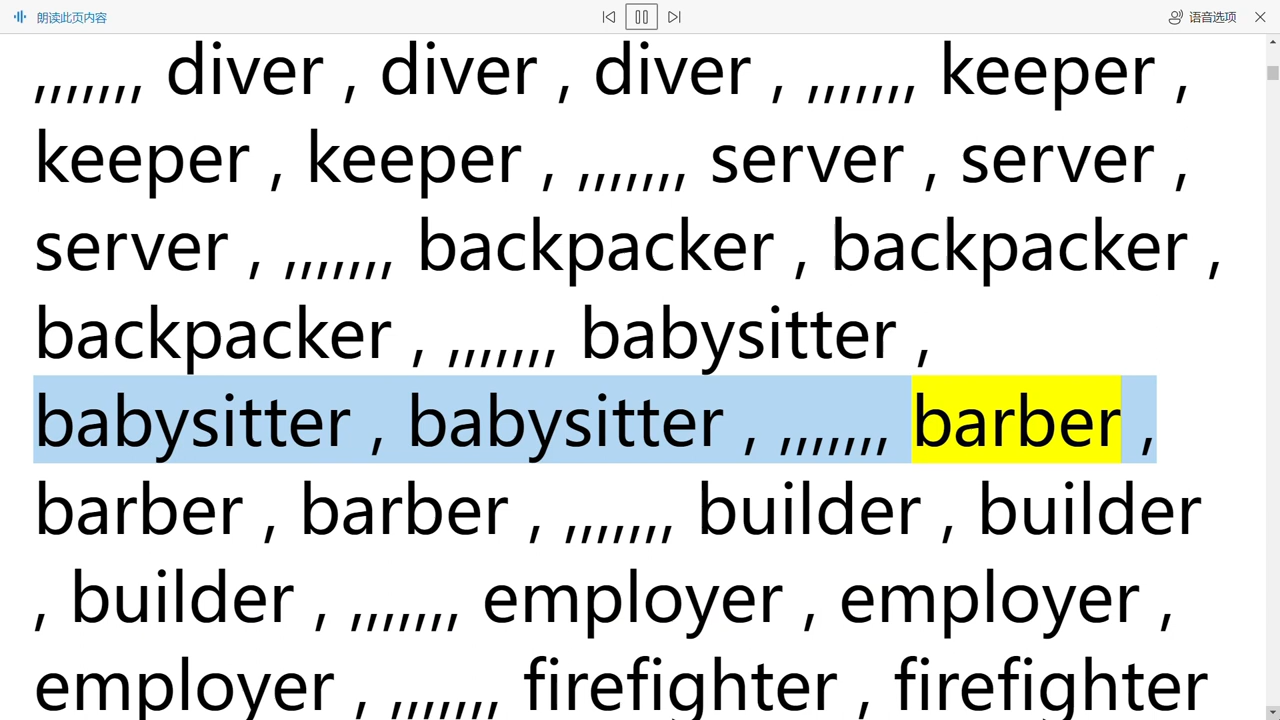 朗读此页内容
语音选项
,,,,,,, diver , diver , diver , ,,,,,,, keeper ,
keeper , keeper , ,,,,,,, server , server ,
server , ,,,,,,, backpacker , backpacker ,
backpacker , ,,,,,,, babysitter ,
babysitter , babysitter , ,,,,,,, barber ,
barber , barber , ,,,,,,, builder , builder
, builder , ,,,,,,, employer , employer ,
employer , ,,,,,,, firefighter , firefighter